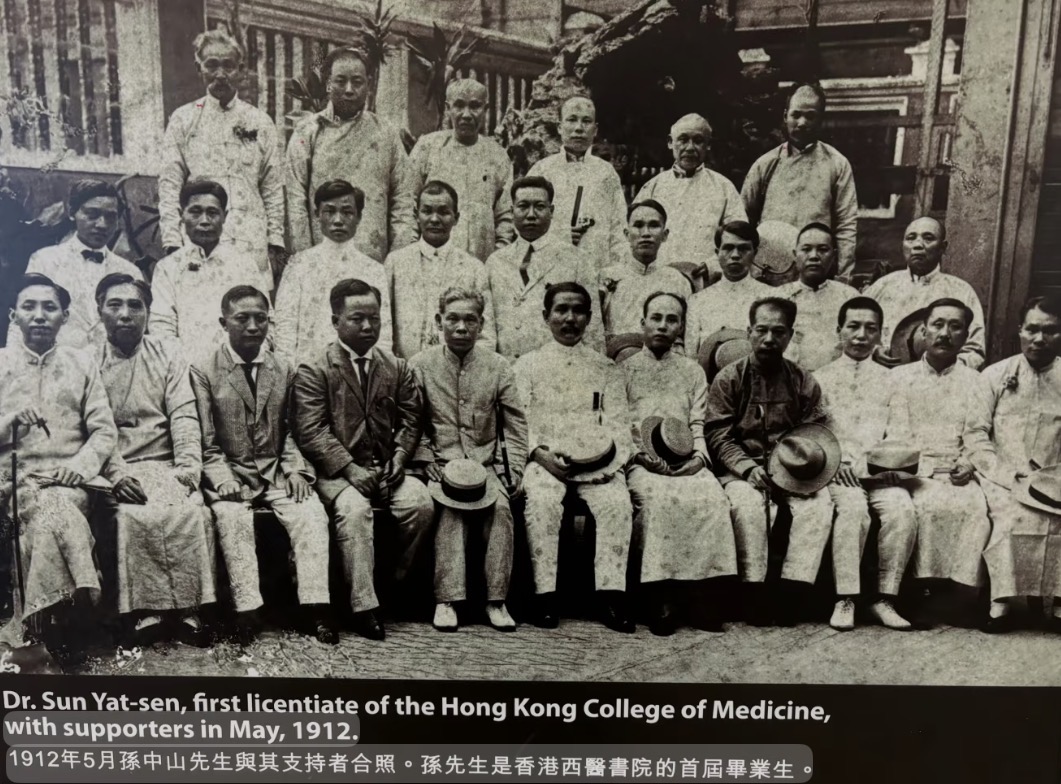 Dr. Sun Yat-sen, first licentiate of the Hong Kong College of Medicine,
with supporters in May, 1912.
1912年5月孫中山先生與其支持者合照。孫先生是香港西醫書院的首屆畢業生。